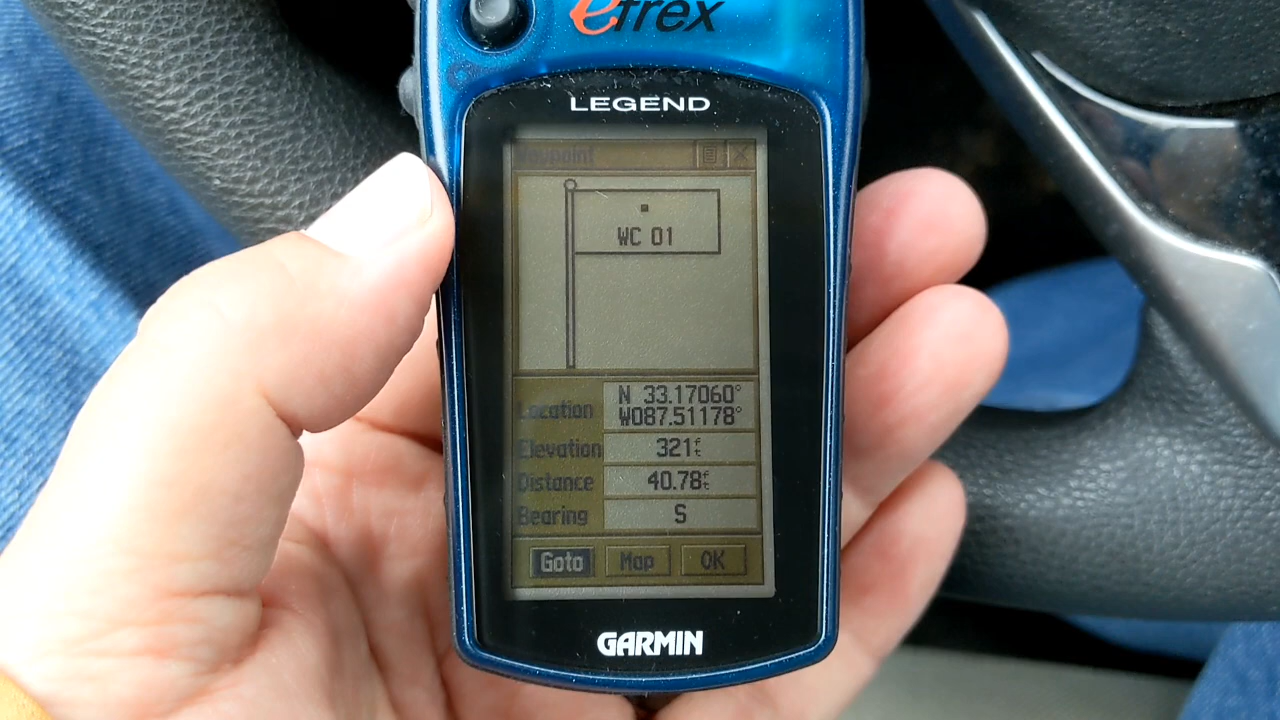 eTrex
LEGEND
Waypoint
WC 01
Location
N 33.17060°
W087.51178°
Elevation 321ft
Distance 40.78ft
Bearing S
Goto Map OK
GARMIN